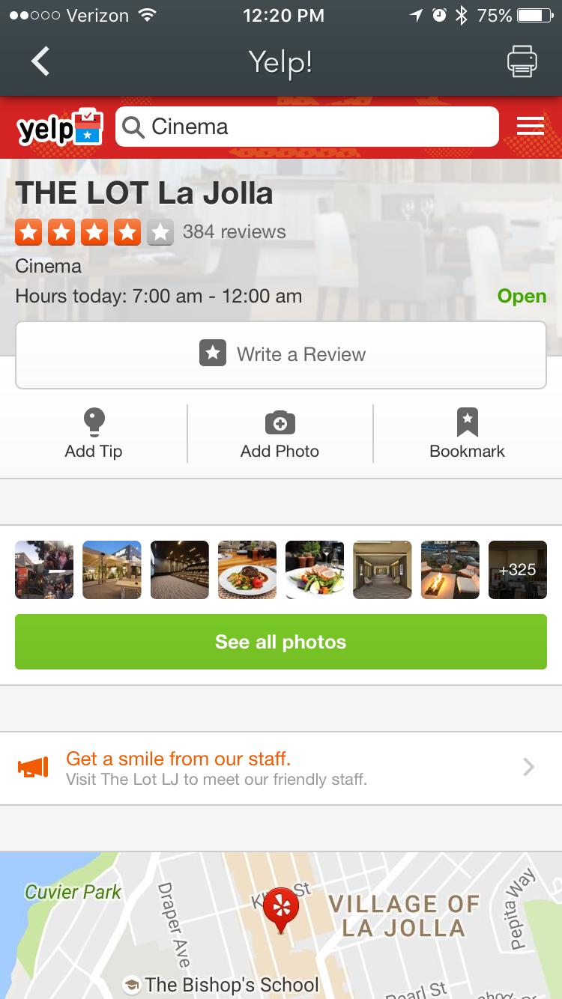 Verizon 12:20 PM 75%
Yelp!
yelp Cinema
THE LOT La Jolla
384 reviews
Cinema
Hours today: 7:00 am - 12:00 am Open
Write a Review
Add Tip Add Photo Bookmark
+325
See all photos
Get a smile from our staff.
Visit The Lot LJ to meet our friendly staff.
Cuvier Park
Draper Ave
St
VILLAGE OF
LA JOLLA
Pepita Way
The Bishop's School
Pearl St